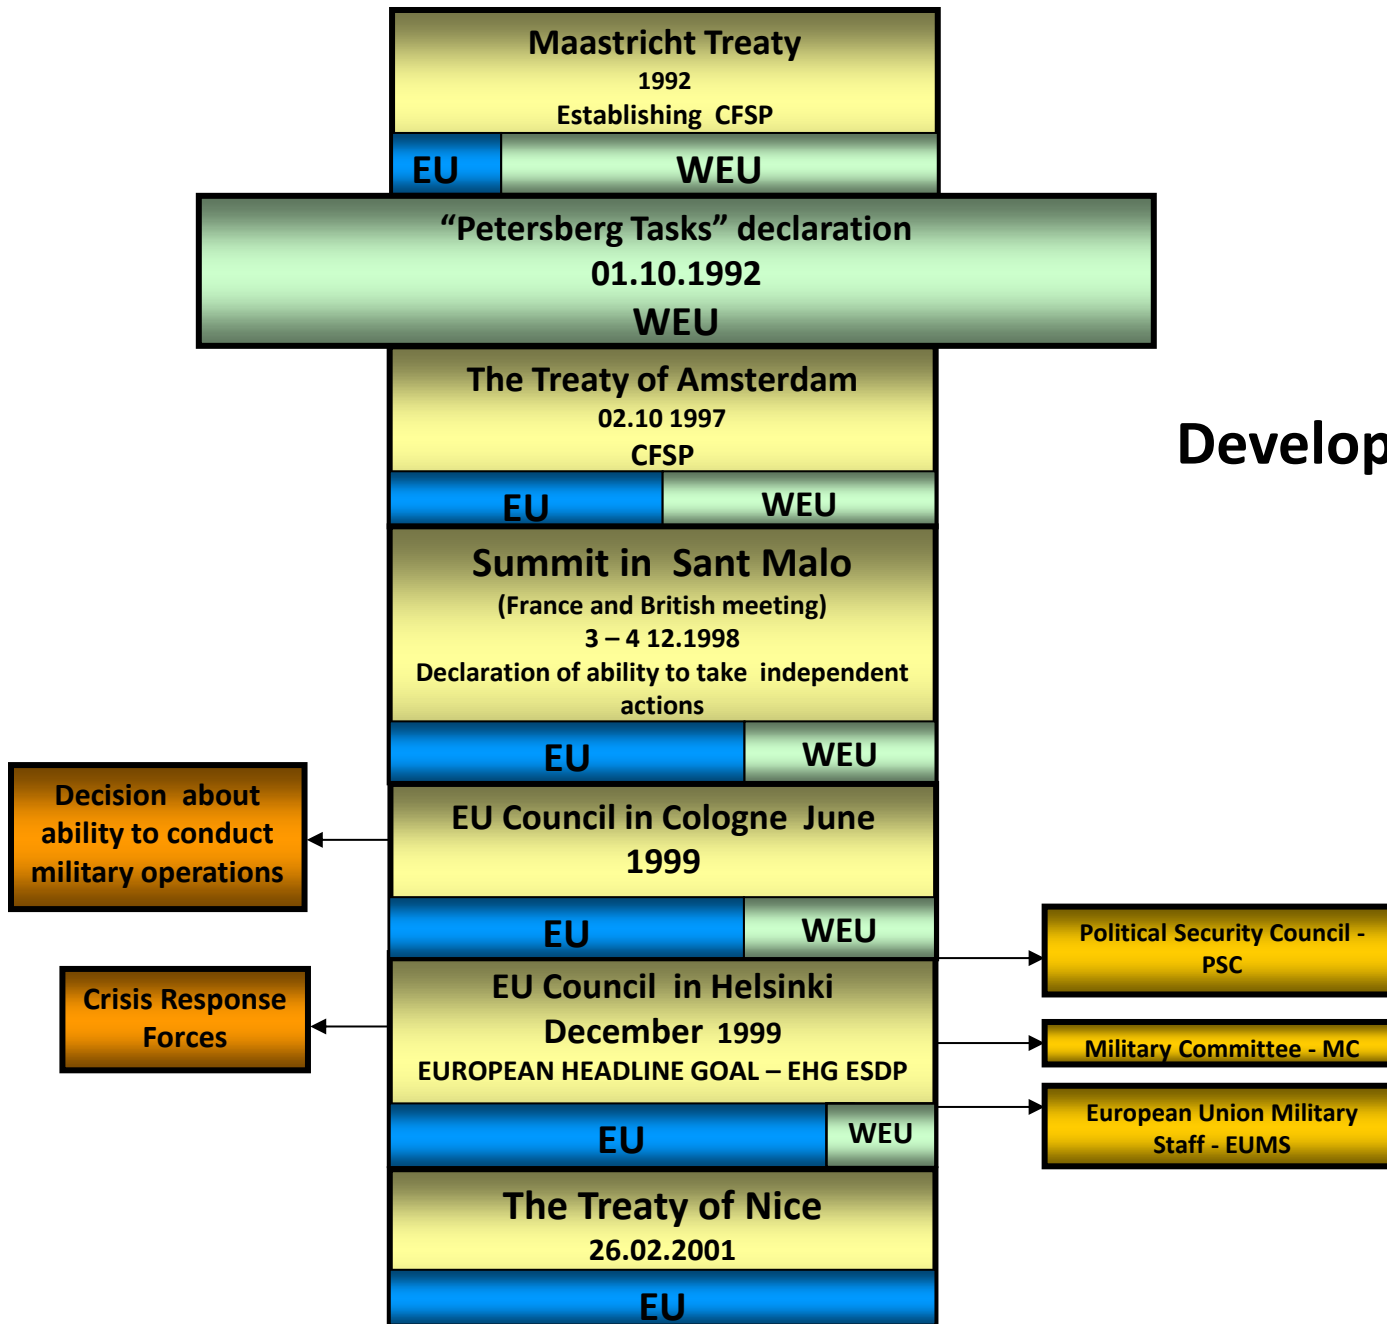 Maastricht Treaty
1992
Establishing CFSP
EU
WEU
“Petersberg Tasks” declaration
01.10.1992
WEU
The Treaty of Amsterdam
02.10 1997
CFSP
EU
WEU
Develop
Summit in Sant Malo
(France and British meeting)
3 – 4 12.1998
Declaration of ability to take independent
actions
EU
WEU
Decision about
ability to conduct
military operations
EU Council in Cologne June
1999
EU
WEU
Political Security Council -
PSC
Crisis Response
Forces
EU Council in Helsinki
December 1999
EUROPEAN HEADLINE GOAL – EHG ESDP
Military Committee - MC
European Union Military
Staff - EUMS
EU
WEU
The Treaty of Nice
26.02.2001
EU